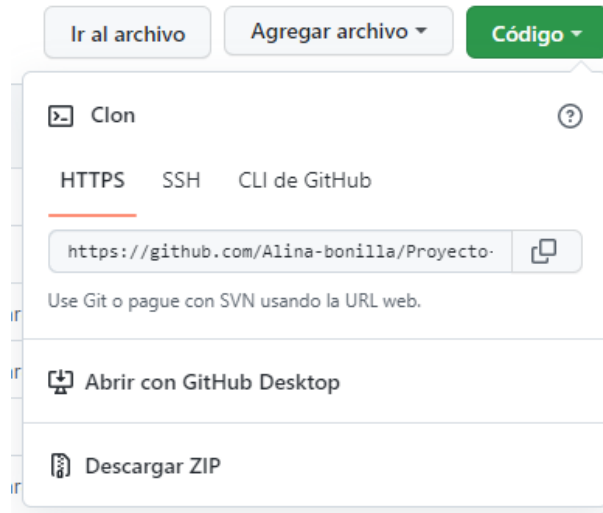 Ir al archivo Agregar archivo Código
Clon
HTTPS SSH CLI de GitHub
https://github.com/Alina-bonilla/Proyecto-
Use Git o pague con SVN usando la URL web.
Abrir con GitHub Desktop
Descargar ZIP